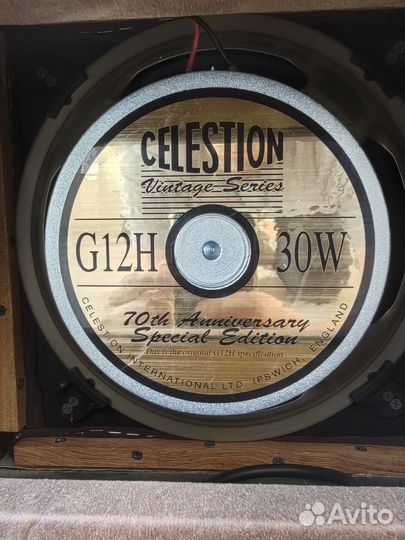 CELESTION
Vintage Series
G12H 30W
70th Anniversary
Special Edition
This is the original G12H specification
CELESTION INTERNATIONAL LTD. IPSWICH, ENGLAND.
Avito